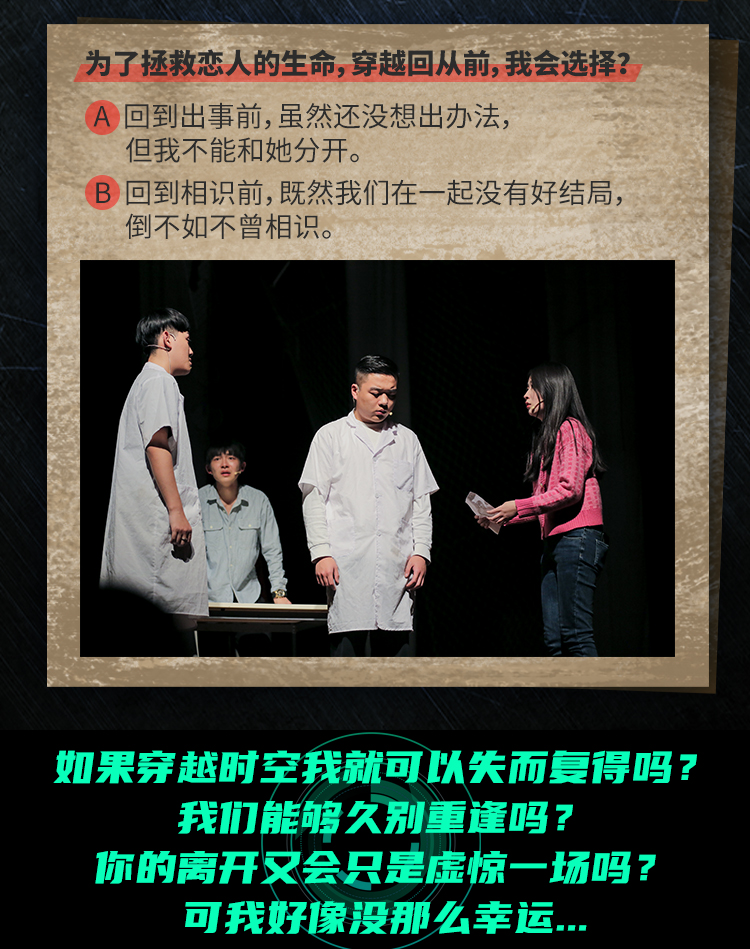 为了拯救恋人的生命,穿越回从前,我会选择?
A 回到出事前,虽然还没想出办法,
但我不能和她分开。
B 回到相识前,既然我们在一起没有好结局,
倒不如不曾相识。
如果穿越时空我就可以失而复得吗?
我们能够久别重逢吗?
你的离开又会只是虚惊一场吗?
可我好像没那么幸运...